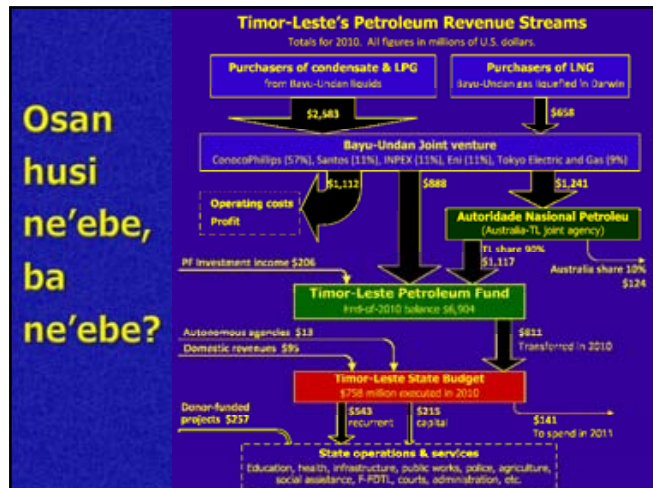 Osan
husi
ne'ebe,
ba
ne'ebe?
Timor-Leste's Petroleum Revenue Streams
Totals for 2010. All figures in millions of U.S. dollars.
Purchasers of condensate & LPG
from Bayu-Undan liquids
Purchasers of LNG
Bayu-Undan gas liquefied in Darwin
$2,583
$658
Bayu-Undan Joint venture
ConocoPhillips (57%), Santos (11%), INPEX (11%), Eni (11%), Tokyo Electric and Gas (9%)
$1,112
$888
$1,241
Operating costs
Profit
Autoridade Nasional Petroleu
(Australia-TL joint agency)
TL share 90%
$1,117
Australia share 10%
$124
PF Investment income $206
Timor-Leste Petroleum Fund
End-of-2010 balance $6,904
$811
Transferred in 2010
Autonomous agencies $13
Domestic revenues $95
Timor-Leste State Budget
$758 million executed in 2010
Donor-funded
projects $257
$543
recurrent
$215
capital
$141
To spend in 2011
State operations & services
Education, health, infrastructure, public works, police, agriculture,
social assistance, F-FDTL, courts, administration, etc.